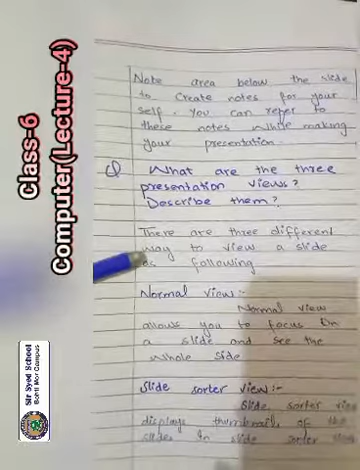 Class-6
Computer(Lecture-4)
Sir Syed School
Bohti Mor Campus
Note area below the slide
to create notes for your
self. You can refer to
these notes while making
your presentation.
Q What are the three
presentation views?
Describe them?
There are three different
way to view a slide
as following
Normal view:-
Normal view
allows you to focus on
a slide and see the
whole side
Slide sorter view:-
Slide sorter view
displays thumbnails of the
slides in slide sorter view